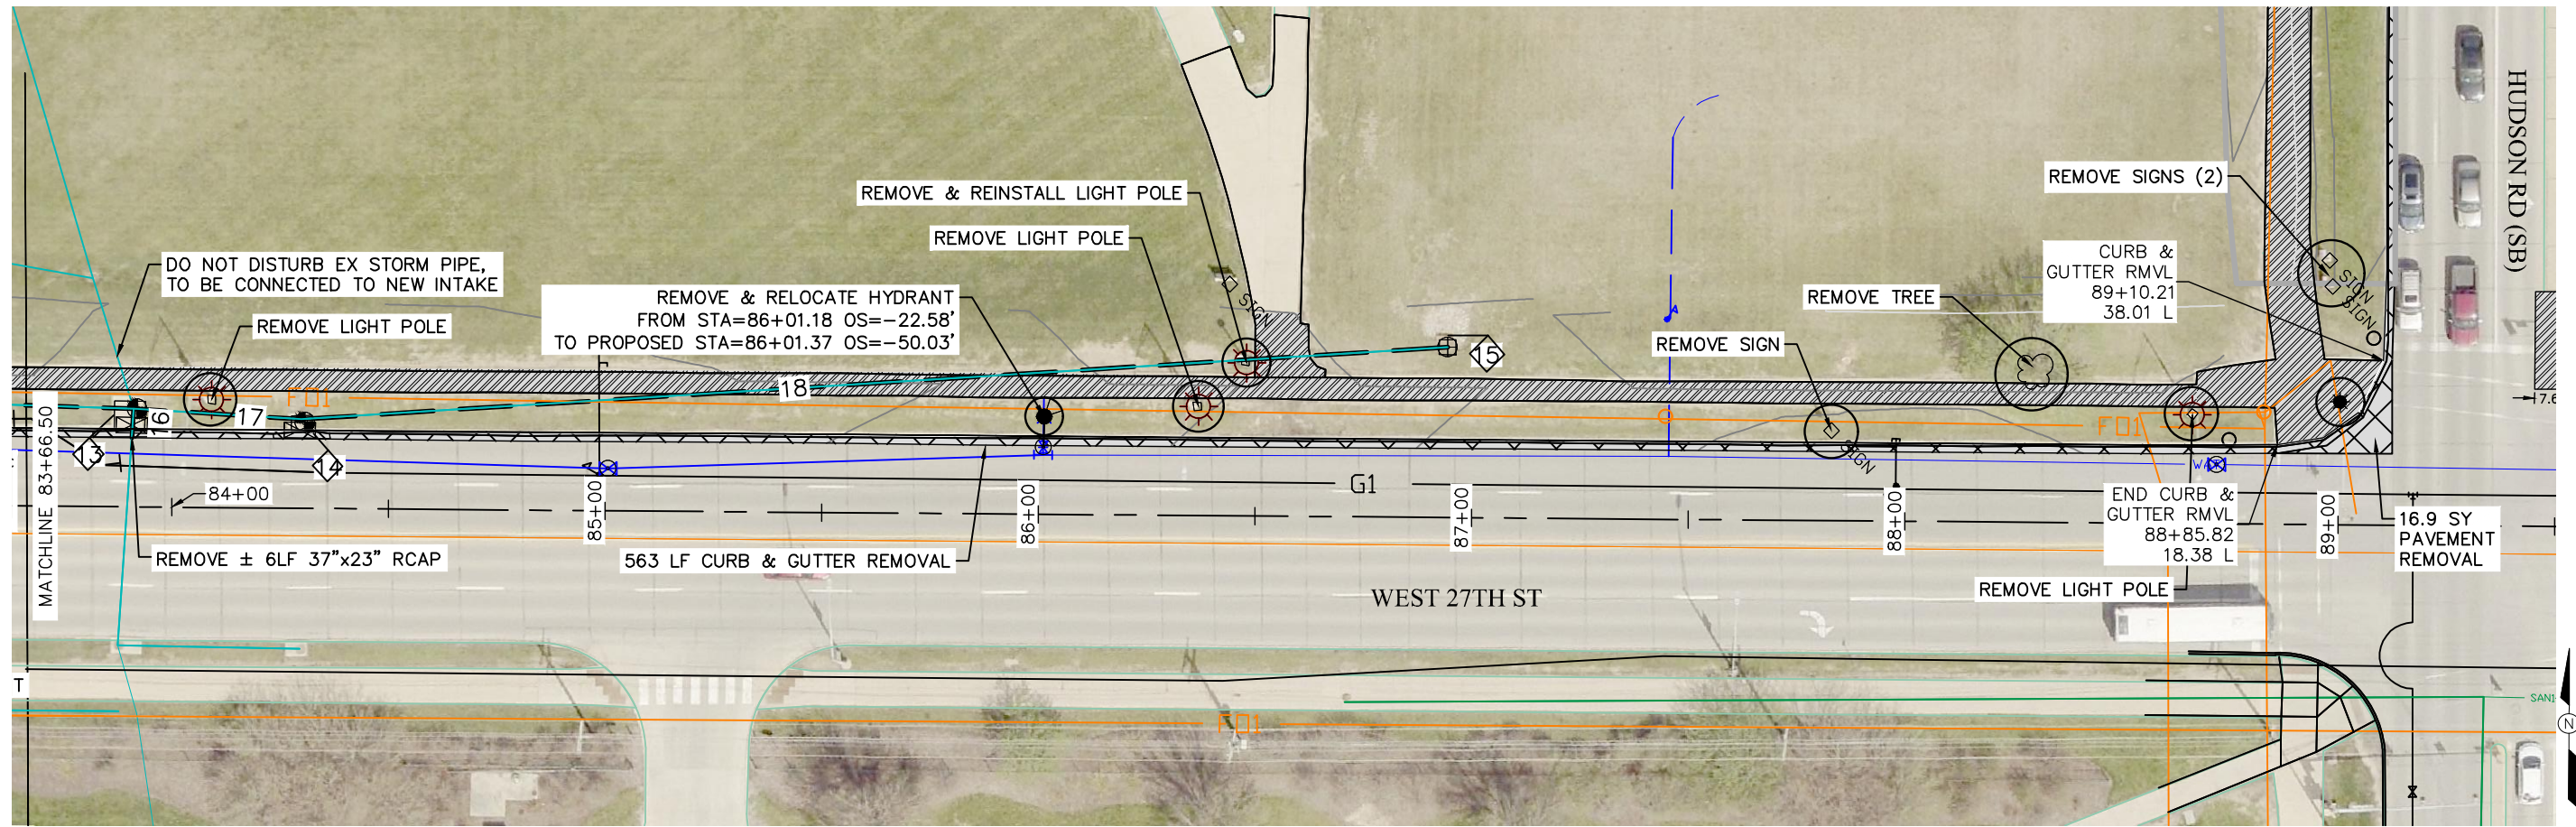 REMOVE & REINSTALL LIGHT POLE
REMOVE LIGHT POLE
DO NOT DISTURB EX STORM PIPE,
TO BE CONNECTED TO NEW INTAKE
REMOVE LIGHT POLE
REMOVE & RELOCATE HYDRANT
FROM STA=86+01.18 OS=-22.58'
TO PROPOSED STA=86+01.37 OS=-50.03'
SIGN
REMOVE SIGNS (2)
CURB &
GUTTER RMVL
89+10.21
38.01 L
REMOVE TREE
REMOVE SIGN
SIGN
SIGN
SIGN
HUDSON RD (SB)
FO1
18
15
16
17
13
14
FO1
MATCHLINE 83+66.50
84+00
85+00
86+00
G1
87+00
88+00
89+00
REMOVE ± 6LF 37"x23" RCAP
563 LF CURB & GUTTER REMOVAL
WEST 27TH ST
END CURB &
GUTTER RMVL
88+85.82
18.38 L
REMOVE LIGHT POLE
16.9 SY
PAVEMENT
REMOVAL
T
FO1
SAN1
N